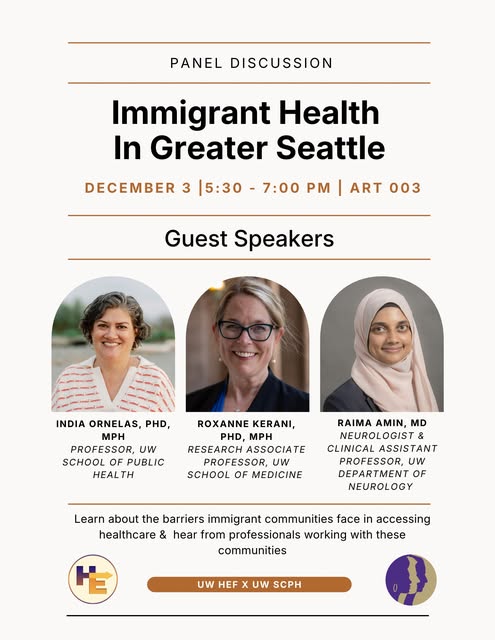 PANEL DISCUSSION
Immigrant Health
In Greater Seattle
DECEMBER 3 |5:30 - 7:00 PM | ART 003
Guest Speakers
INDIA ORNELAS, PHD,
MPH
PROFESSOR, UW
SCHOOL OF PUBLIC
HEALTH
ROXANNE KERANI,
PHD, MPH
RESEARCH ASSOCIATE
PROFESSOR, UW
SCHOOL OF MEDICINE
RAIMA AMIN, MD
NEUROLOGIST &
CLINICAL ASSISTANT
PROFESSOR, UW
DEPARTMENT OF
NEUROLOGY
Learn about the barriers immigrant communities face in accessing
healthcare & hear from professionals working with these
communities
HE
UW HEF X UW SCPH